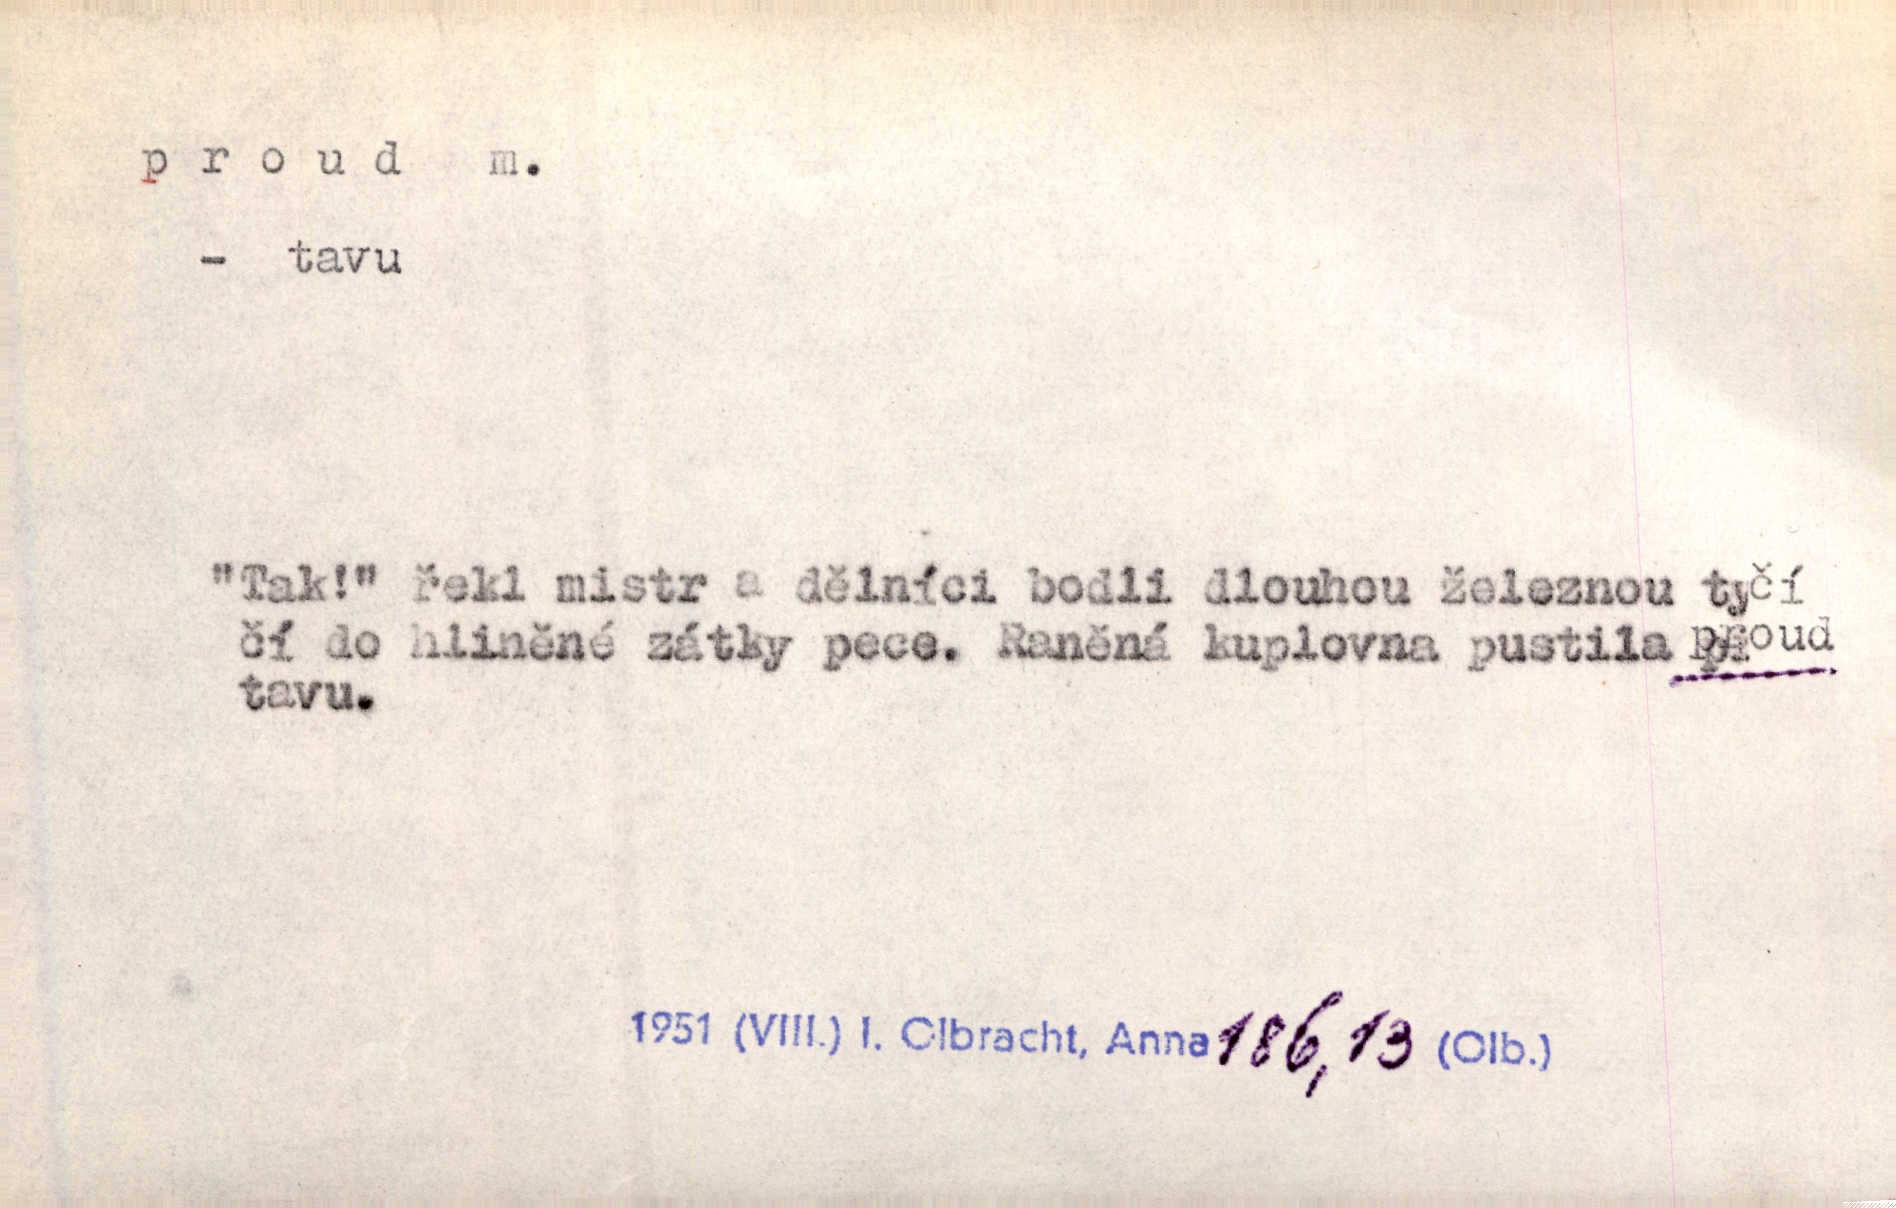 proud m.
- tavu
"Tak!" řekl mistr a dělníci bodli dlouhou železnou tyčí
čí do hliněné zátky pece. Raněná kuplovna pustila proud
tavu.
1951 (VIII.) I. Olbracht, Anna 186,13 (Olb.)